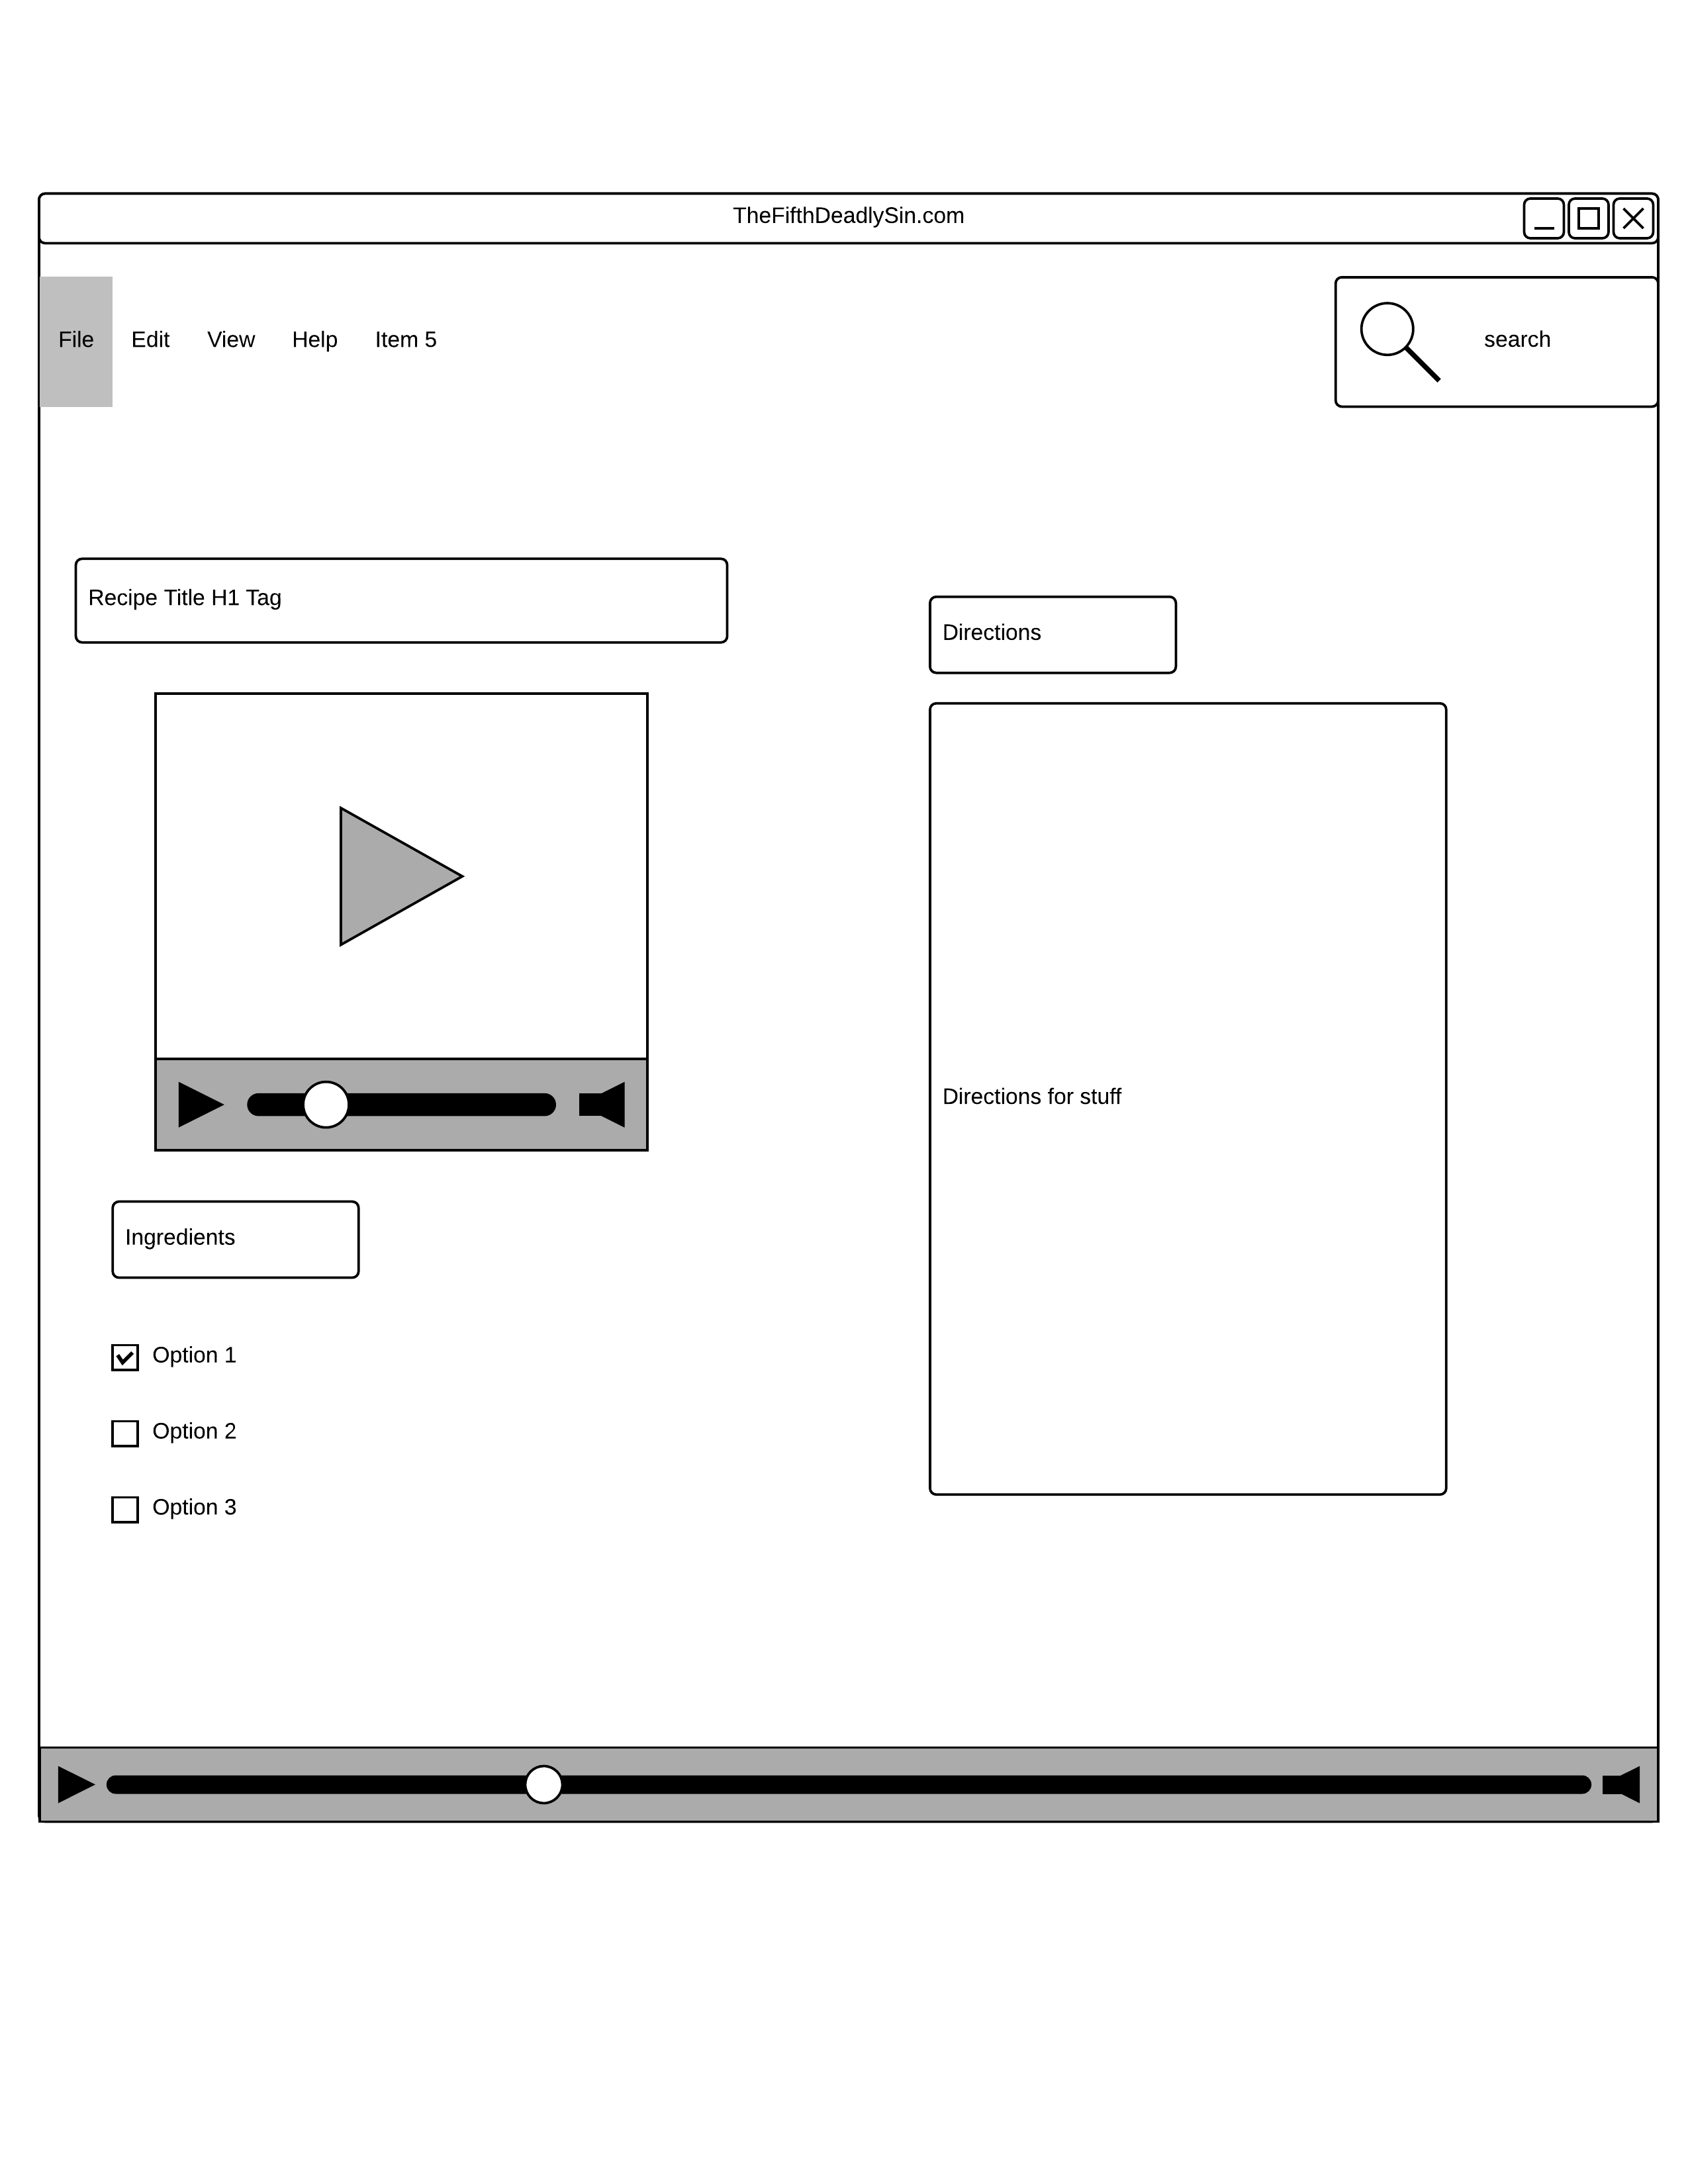 TheFifthDeadlySin.com
File Edit View Help Item 5
search
Recipe Title H1 Tag
Directions
Directions for stuff
Ingredients
Option 1
Option 2
Option 3